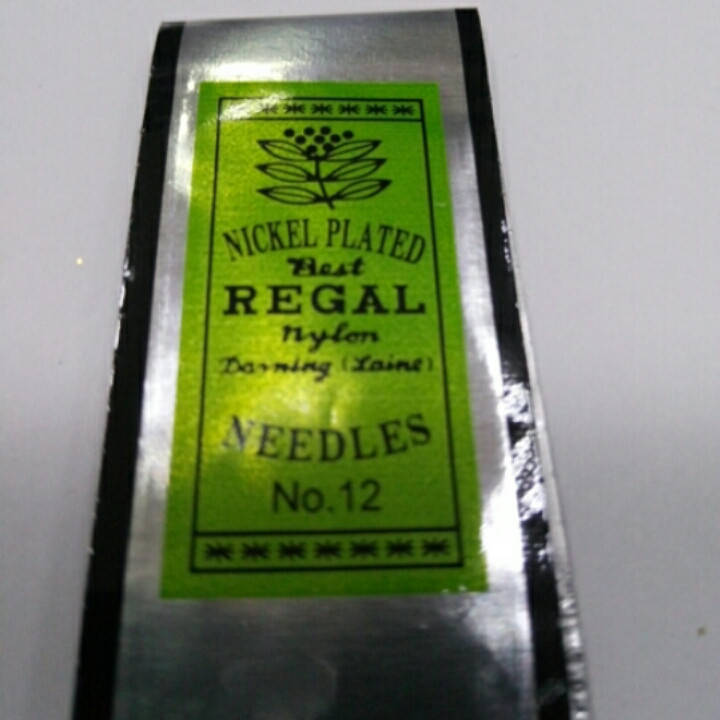 NICKEL PLATED
Best
REGAL
Nylon
Darning (Laine)
NEEDLES
No.12